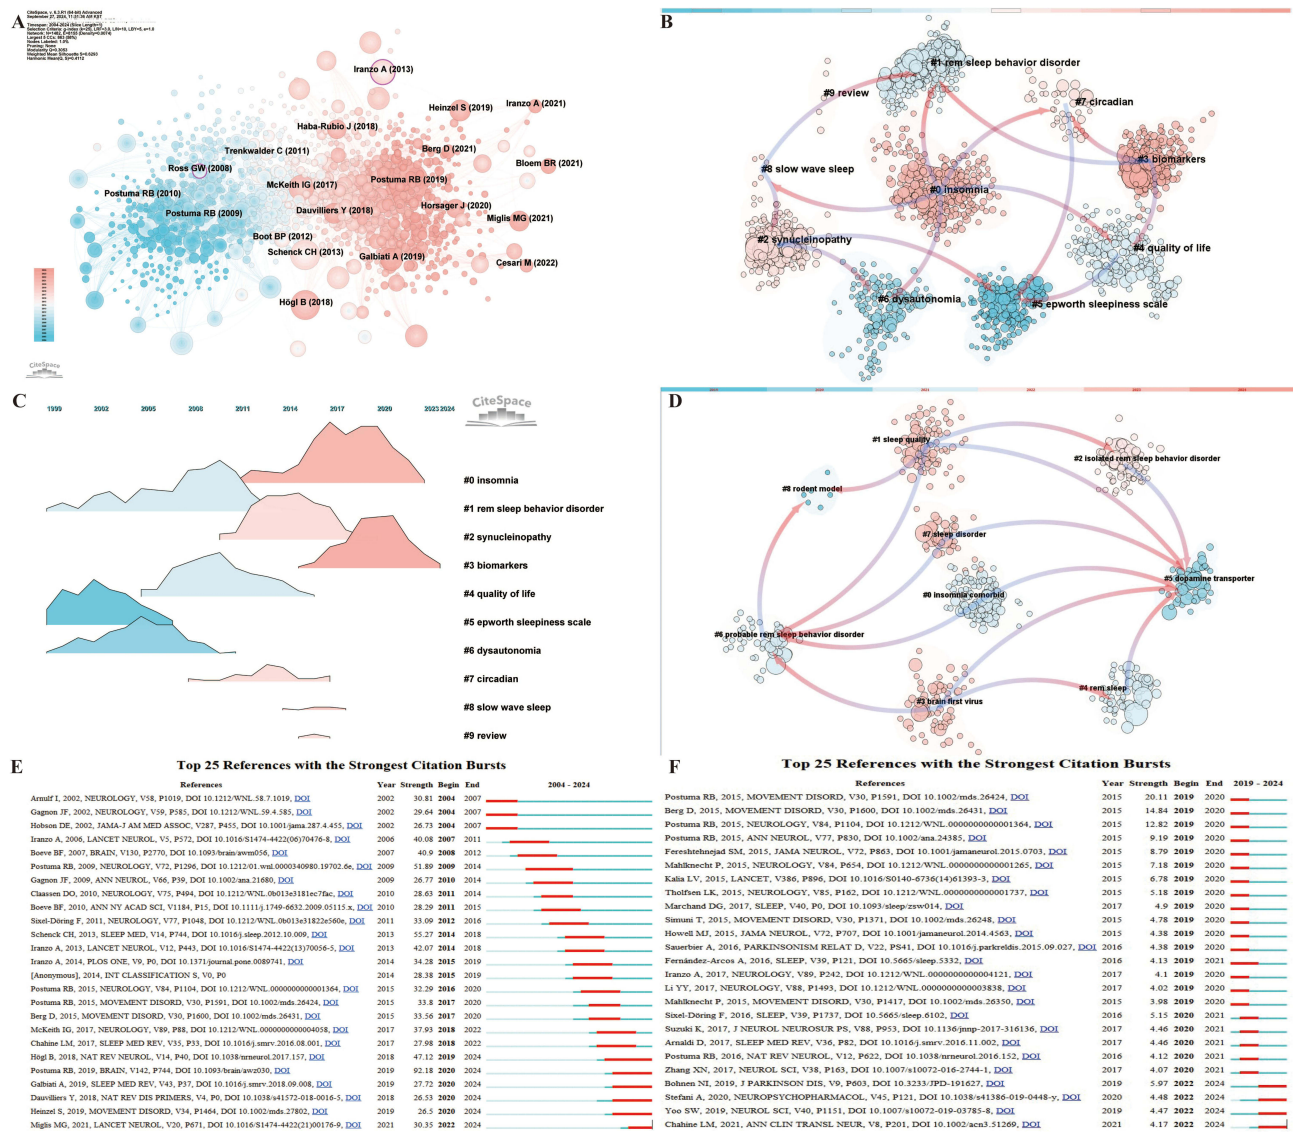 A
CiteSpace, v. 6.3.R1 (64-bit) Advanced
Iranzo A (2013)
Heinzel S (2019)
Iranzo A (2021)
Haba-Rubio J (2018)
Trenkwalder C (2011)
Berg D (2021)
Bloem BR (2021)
Ross GW (2008)
McKeith IG (2017)
Postuma RB (2019)
Postuma RB (2010)
Postuma RB (2009)
Dauvilliers Y (2018)
Horsager J (2020)
Miglis MG (2021)
Boot BP (2012)
Schenck CH (2013)
Galbiati A (2019)
Cesari M (2022)
Högl B (2018)
CiteSpace
B
#1 rem sleep behavior disorder
#9 review
#7 circadian
#3 biomarkers
#8 slow wave sleep
#0 insomnia
#2 synucleinopathy
#4 quality of life
#6 dysautonomia
#5 epworth sleepiness scale
C
1999 2002 2005 2008 2011 2014 2017 2020 2023 2024
CiteSpace
#0 insomnia
#1 rem sleep behavior disorder
#2 synucleinopathy
#3 biomarkers
#4 quality of life
#5 epworth sleepiness scale
#6 dysautonomia
#7 circadian
#8 slow wave sleep
#9 review
D
#1 sleep quality
#2 isolated rem sleep behavior disorder
#8 rodent model
#7 sleep disorder
#5 dopamine transporter
#0 insomnia comorbid
#6 probable rem sleep behavior disorder
#4 rem sleep
#3 brain first virus
E
Top 25 References with the Strongest Citation Bursts
References Year Strength Begin End 2004 - 2024
Arnulf I, 2002, NEUROLOGY, V58, P1019, DOI 10.1212/WNL.58.7.1019, DOI 2002 30.81 2004 2007
Gagnon JF, 2002, NEUROLOGY, V59, P585, DOI 10.1212/WNL.59.4.585, DOI 2002 29.64 2004 2007
Hobson DE, 2002, JAMA-J AM MED ASSOC, V287, P455, DOI 10.1001/jama.287.4.455, DOI 2002 26.73 2004 2007
Iranzo A, 2006, LANCET NEUROL, V5, P572, DOI 10.1016/S1474-4422(06)70476-8, DOI 2006 40.08 2007 2011
Boeve BF, 2007, BRAIN, V130, P2770, DOI 10.1093/brain/awm056, DOI 2007 40.9 2008 2012
Postuma RB, 2009, NEUROLOGY, V72, P1296, DOI 10.1212/01.wnl.0000340980.19702.6e, DOI 2009 51.89 2009 2014
Gagnon JF, 2009, ANN NEUROL, V66, P39, DOI 10.1002/ana.21680, DOI 2009 26.77 2010 2014
Claassen DO, 2010, NEUROLOGY, V75, P494, DOI 10.1212/WNL.0b013e3181ec7fac, DOI 2010 28.63 2011 2014
Boeve BF, 2010, ANN NY ACAD SCI, V1184, P15, DOI 10.1111/j.1749-6632.2009.05115.x, DOI 2010 28.29 2011 2015
Sixel-Döring F, 2011, NEUROLOGY, V77, P1048, DOI 10.1212/WNL.0b013e31822e560e, DOI 2011 33.09 2012 2016
Schenck CH, 2013, SLEEP MED, V14, P744, DOI 10.1016/j.sleep.2012.10.009, DOI 2013 55.27 2014 2018
Iranzo A, 2013, LANCET NEUROL, V12, P443, DOI 10.1016/S1474-4422(13)70056-5, DOI 2013 42.07 2014 2018
Iranzo A, 2014, PLOS ONE, V9, P0, DOI 10.1371/journal.pone.0089741, DOI 2014 34.28 2015 2019
[Anonymous], 2014, INT CLASSIFICATION S, V0, P0 2014 28.38 2015 2019
Postuma RB, 2015, NEUROLOGY, V84, P1104, DOI 10.1212/WNL.0000000000001364, DOI 2015 32.29 2016 2020
Postuma RB, 2015, MOVEMENT DISORD, V30, P1591, DOI 10.1002/mds.26424, DOI 2015 33.8 2017 2020
Berg D, 2015, MOVEMENT DISORD, V30, P1600, DOI 10.1002/mds.26431, DOI 2015 33.56 2017 2020
McKeith IG, 2017, NEUROLOGY, V89, P88, DOI 10.1212/WNL.0000000000004058, DOI 2017 37.93 2018 2022
Chahine LM, 2017, SLEEP MED REV, V35, P33, DOI 10.1016/j.smrv.2016.08.001, DOI 2017 27.98 2018 2022
Högl B, 2018, NAT REV NEUROL, V14, P40, DOI 10.1038/nrneurol.2017.157, DOI 2018 47.12 2019 2024
Postuma RB, 2019, BRAIN, V142, P744, DOI 10.1093/brain/awz030, DOI 2019 92.18 2020 2024
Galbiati A, 2019, SLEEP MED REV, V43, P37, DOI 10.1016/j.smrv.2018.09.008, DOI 2019 27.72 2020 2024
Dauvilliers Y, 2018, NAT REV DIS PRIMERS, V4, P0, DOI 10.1038/s41572-018-0016-5, DOI 2018 26.53 2020 2024
Heinzel S, 2019, MOVEMENT DISORD, V34, P1464, DOI 10.1002/mds.27802, DOI 2019 26.5 2020 2024
Miglis MG, 2021, LANCET NEUROL, V20, P671, DOI 10.1016/S1474-4422(21)00176-9, DOI 2021 30.35 2022 2024
F
Top 25 References with the Strongest Citation Bursts
References Year Strength Begin End 2019 - 2024
Postuma RB, 2015, MOVEMENT DISORD, V30, P1591, DOI 10.1002/mds.26424, DOI 2015 20.11 2019 2020
Berg D, 2015, MOVEMENT DISORD, V30, P1600, DOI 10.1002/mds.26431, DOI 2015 14.84 2019 2020
Postuma RB, 2015, NEUROLOGY, V84, P1104, DOI 10.1212/WNL.0000000000001364, DOI 2015 12.82 2019 2020
Postuma RB, 2015, ANN NEUROL, V77, P830, DOI 10.1002/ana.24385, DOI 2015 9.19 2019 2020
Fereshtehnejad SM, 2015, JAMA NEUROL, V72, P863, DOI 10.1001/jamaneurol.2015.0703, DOI 2015 8.79 2019 2020
Mahlknecht P, 2015, NEUROLOGY, V84, P654, DOI 10.1212/WNL.0000000000001265, DOI 2015 7.18 2019 2020
Kalia LV, 2015, LANCET, V386, P896, DOI 10.1016/S0140-6736(14)61393-3, DOI 2015 6.78 2019 2020
Tholfsen LK, 2015, NEUROLOGY, V85, P162, DOI 10.1212/WNL.0000000000001737, DOI 2015 5.18 2019 2020
Marchand DG, 2017, SLEEP, V40, P0, DOI 10.1093/sleep/zsw014, DOI 2017 4.9 2019 2020
Simuni T, 2015, MOVEMENT DISORD, V30, P1371, DOI 10.1002/mds.26248, DOI 2015 4.78 2019 2020
Howell MJ, 2015, JAMA NEUROL, V72, P707, DOI 10.1001/jamaneurol.2014.4563, DOI 2015 4.38 2019 2020
Sauerbier A, 2016, PARKINSONISM RELAT D, V22, PS41, DOI 10.1016/j.parkreldis.2015.09.027, DOI 2016 4.38 2019 2020
Fernández-Arcos A, 2016, SLEEP, V39, P121, DOI 10.5665/sleep.5332, DOI 2016 4.13 2019 2021
Iranzo A, 2017, NEUROLOGY, V89, P242, DOI 10.1212/WNL.0000000000004121, DOI 2017 4.1 2019 2020
Li YY, 2017, NEUROLOGY, V88, P1493, DOI 10.1212/WNL.0000000000003838, DOI 2017 4.02 2019 2020
Mahlknecht P, 2015, MOVEMENT DISORD, V30, P1417, DOI 10.1002/mds.26350, DOI 2015 3.98 2019 2020
Sixel-Döring F, 2016, SLEEP, V39, P1737, DOI 10.5665/sleep.6102, DOI 2016 5.15 2020 2021
Suzuki K, 2017, J NEUROL NEUROSUR PS, V88, P953, DOI 10.1136/jnnp-2017-316136, DOI 2017 4.46 2020 2021
Arnaldi D, 2017, SLEEP MED REV, V36, P82, DOI 10.1016/j.smrv.2016.11.002, DOI 2017 4.46 2020 2021
Postuma RB, 2016, NAT REV NEUROL, V12, P622, DOI 10.1038/nrneurol.2016.152, DOI 2016 4.12 2020 2021
Zhang XN, 2017, NEUROL SCI, V38, P163, DOI 10.1007/s10072-016-2744-1, DOI 2017 4.07 2020 2021
Bohnen NI, 2019, J PARKINSON DIS, V9, P603, DOI 10.3233/JPD-191627, DOI 2019 5.97 2022 2024
Stefani A, 2020, NEUROPSYCHOPHARMACOL, V45, P121, DOI 10.1038/s41386-019-0448-y, DOI 2020 4.48 2022 2024
Yoo SW, 2019, NEUROL SCI, V40, P1151, DOI 10.1007/s10072-019-03785-8, DOI 2019 4.47 2022 2024
Chahine LM, 2021, ANN CLIN TRANSL NEUR, V8, P201, DOI 10.1002/acn3.51269, DOI 2021 4.17 2022 2024